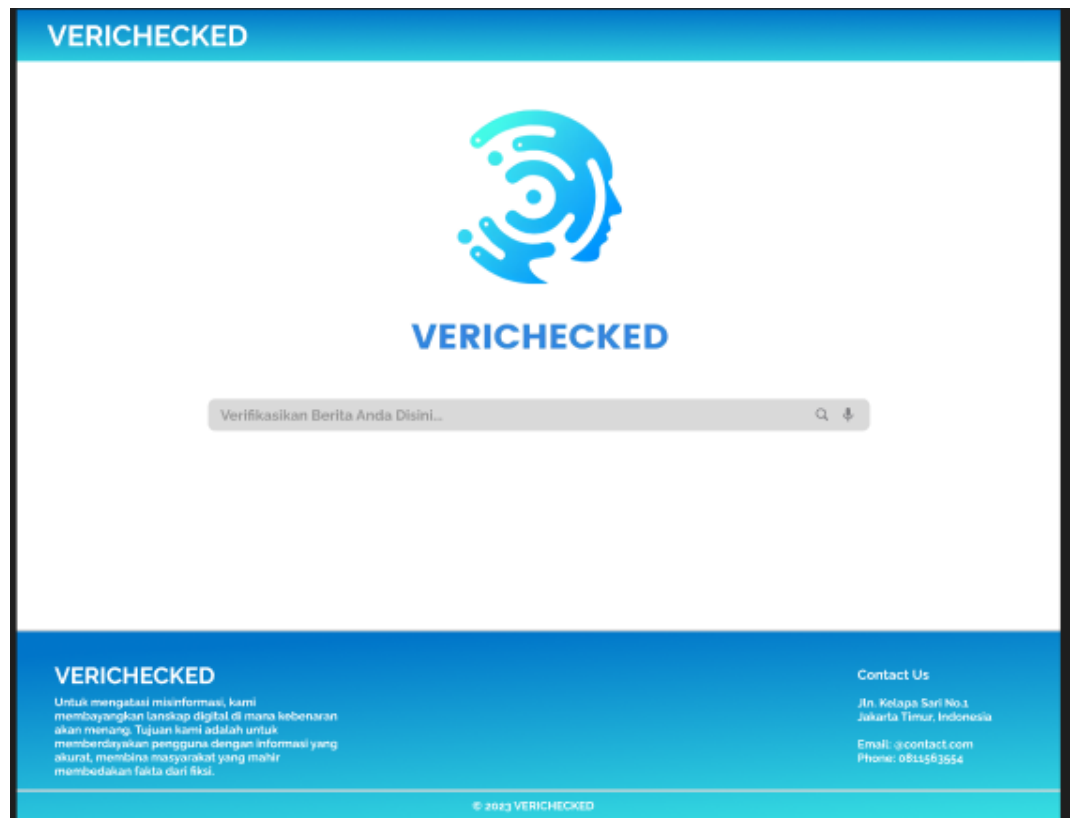 VERICHECKED
VERICHECKED
Verifikasikan Berita Anda Disini...
VERICHECKED
Untuk mengatasi misinformasi, kami
membayangkan lanskap digital di mana kebenaran
akan menang. Tujuan kami adalah untuk
memberdayakan pengguna dengan informasi yang
akurat, membina masyarakat yang mahir
membedakan fakta dari fiksi.
Contact Us
Jln. Kelapa Sari No.1
Jakarta Timur, Indonesia
Email: @contact.com
Phone: 0811563554
© 2023 VERICHECKED